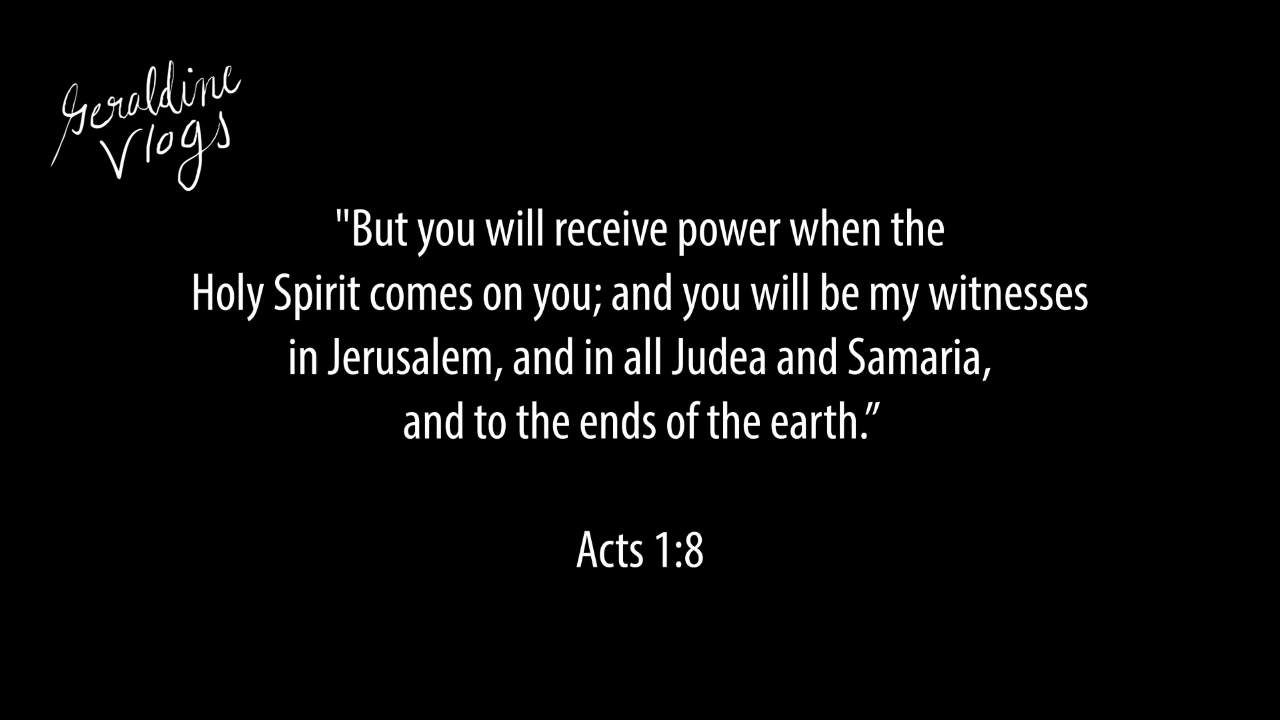 Geraldine
Vlogs
"But you will receive power when the
Holy Spirit comes on you; and you will be my witnesses
in Jerusalem, and in all Judea and Samaria,
and to the ends of the earth.”
Acts 1:8